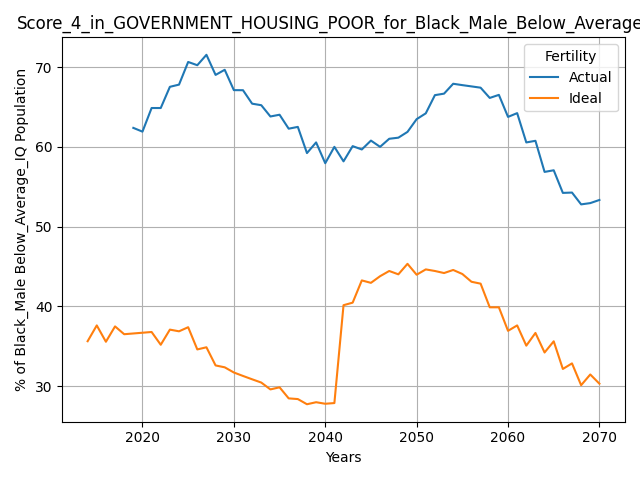 Score_4_in_GOVERNMENT_HOUSING_POOR_for_Black_Male_Below_Average
Fertility
Actual
Ideal
% of Black_Male Below_Average_IQ Population
70
60
50
40
30
2020 2030 2040 2050 2060 2070
Years